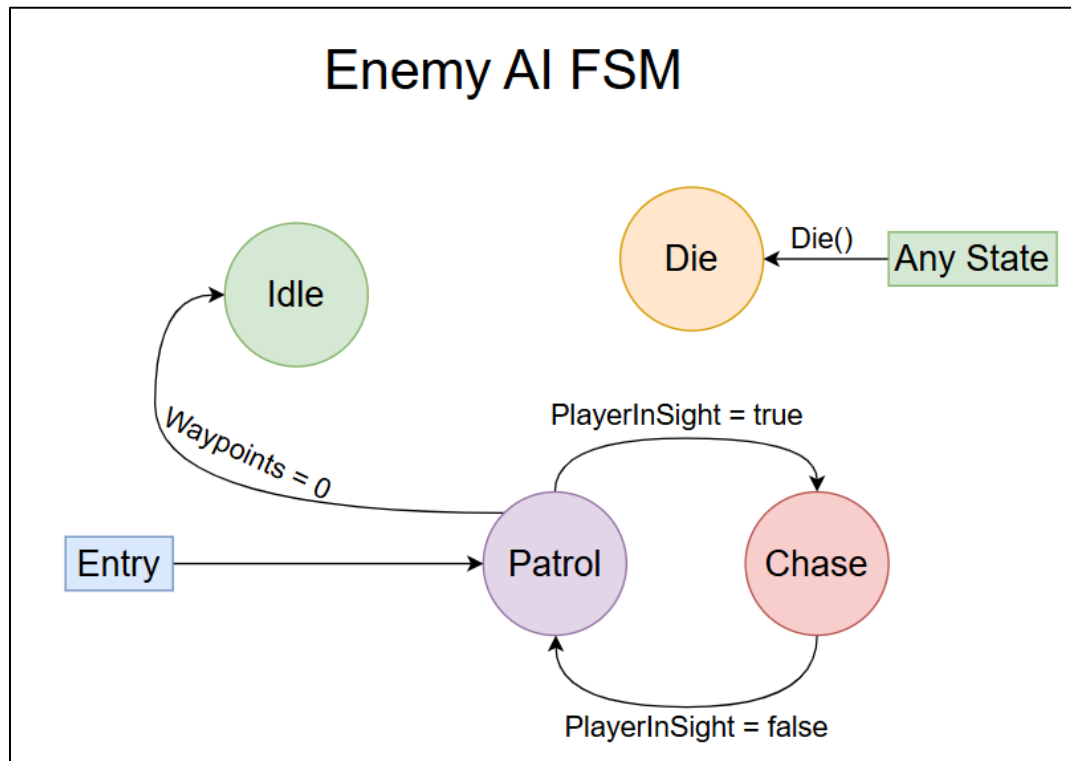 Enemy AI FSM
Idle
Die
Die()
Any State
Waypoints = 0
PlayerInSight = true
Entry
Patrol
Chase
PlayerInSight = false